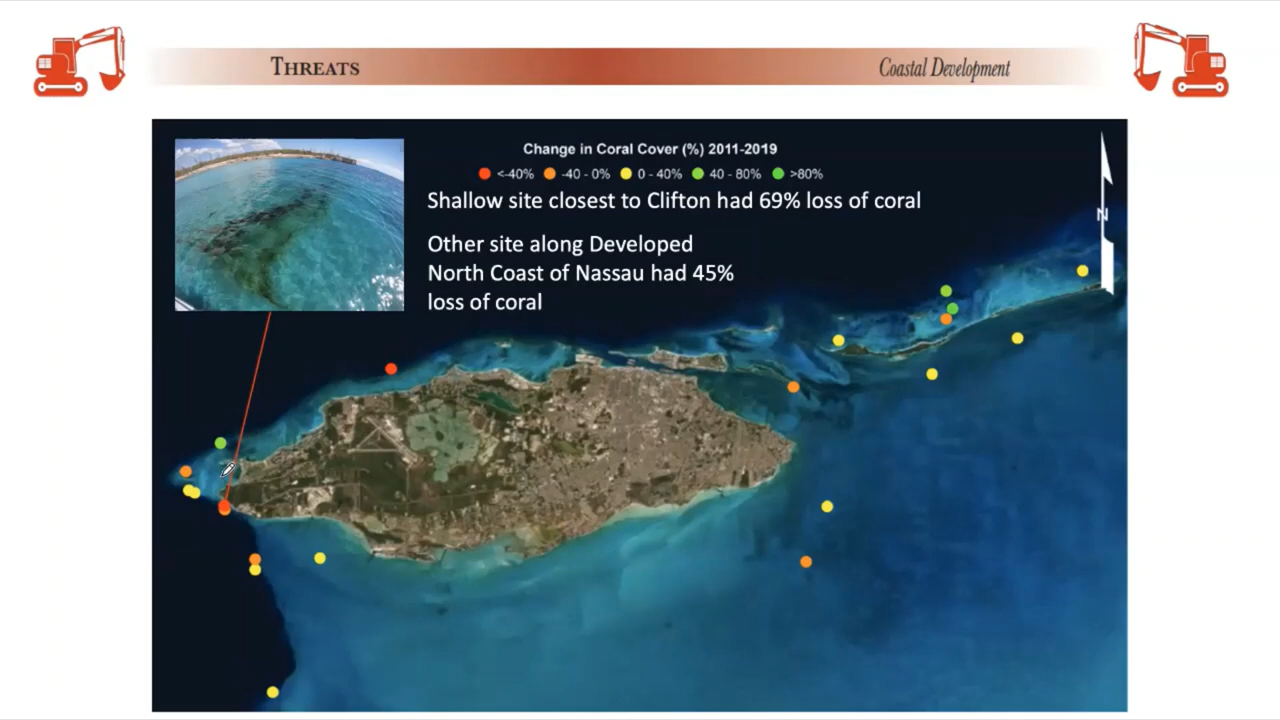 THREATS
Coastal Development
Change in Coral Cover (%) 2011-2019
<-40% -40 - 0% 0 - 40% 40 - 80% >80%
Shallow site closest to Clifton had 69% loss of coral
Other site along Developed
North Coast of Nassau had 45%
loss of coral
N